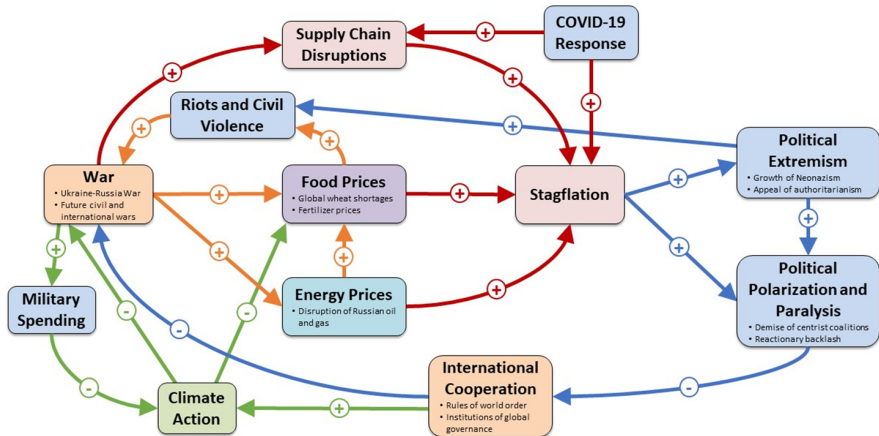 Supply Chain
Disruptions
+
COVID-19
Response
+
+
+
Riots and Civil
Violence
+
+
+
Political
Extremism
• Growth of Neonazism
• Appeal of authoritarianism
War
• Ukraine-Russia War
• Future civil and
international wars
+
Food Prices
• Global wheat shortages
• Fertilizer prices
+
Stagflation
+
+
+
+
+
+
Military
Spending
-
-
Energy Prices
• Disruption of Russian oil
and gas
+
Political
Polarization and
Paralysis
• Demise of centrist coalitions
• Reactionary backlash
-
International
Cooperation
• Rules of world order
• Institutions of global
governance
-
-
Climate
Action
+